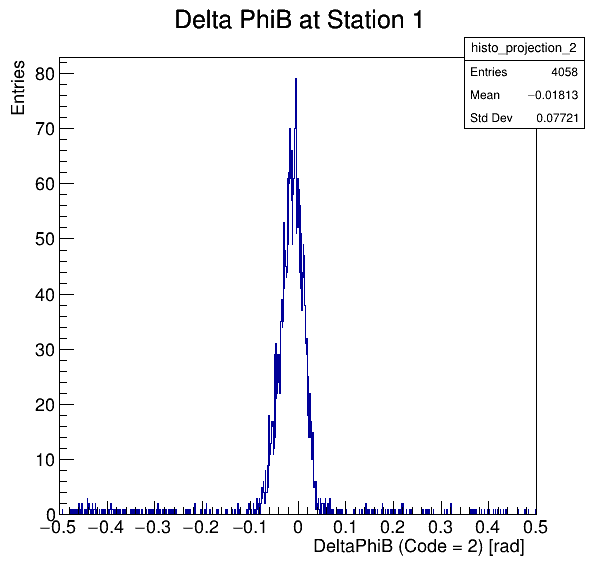 Delta PhiB at Station 1
histo_projection_2
Entries 4058
Mean −0.01813
Std Dev 0.07721
Entries
80
70
60
50
40
30
20
10
0
−0.5 −0.4 −0.3 −0.2 −0.1 0 0.1 0.2 0.3 0.4 0.5
DeltaPhiB (Code = 2) [rad]